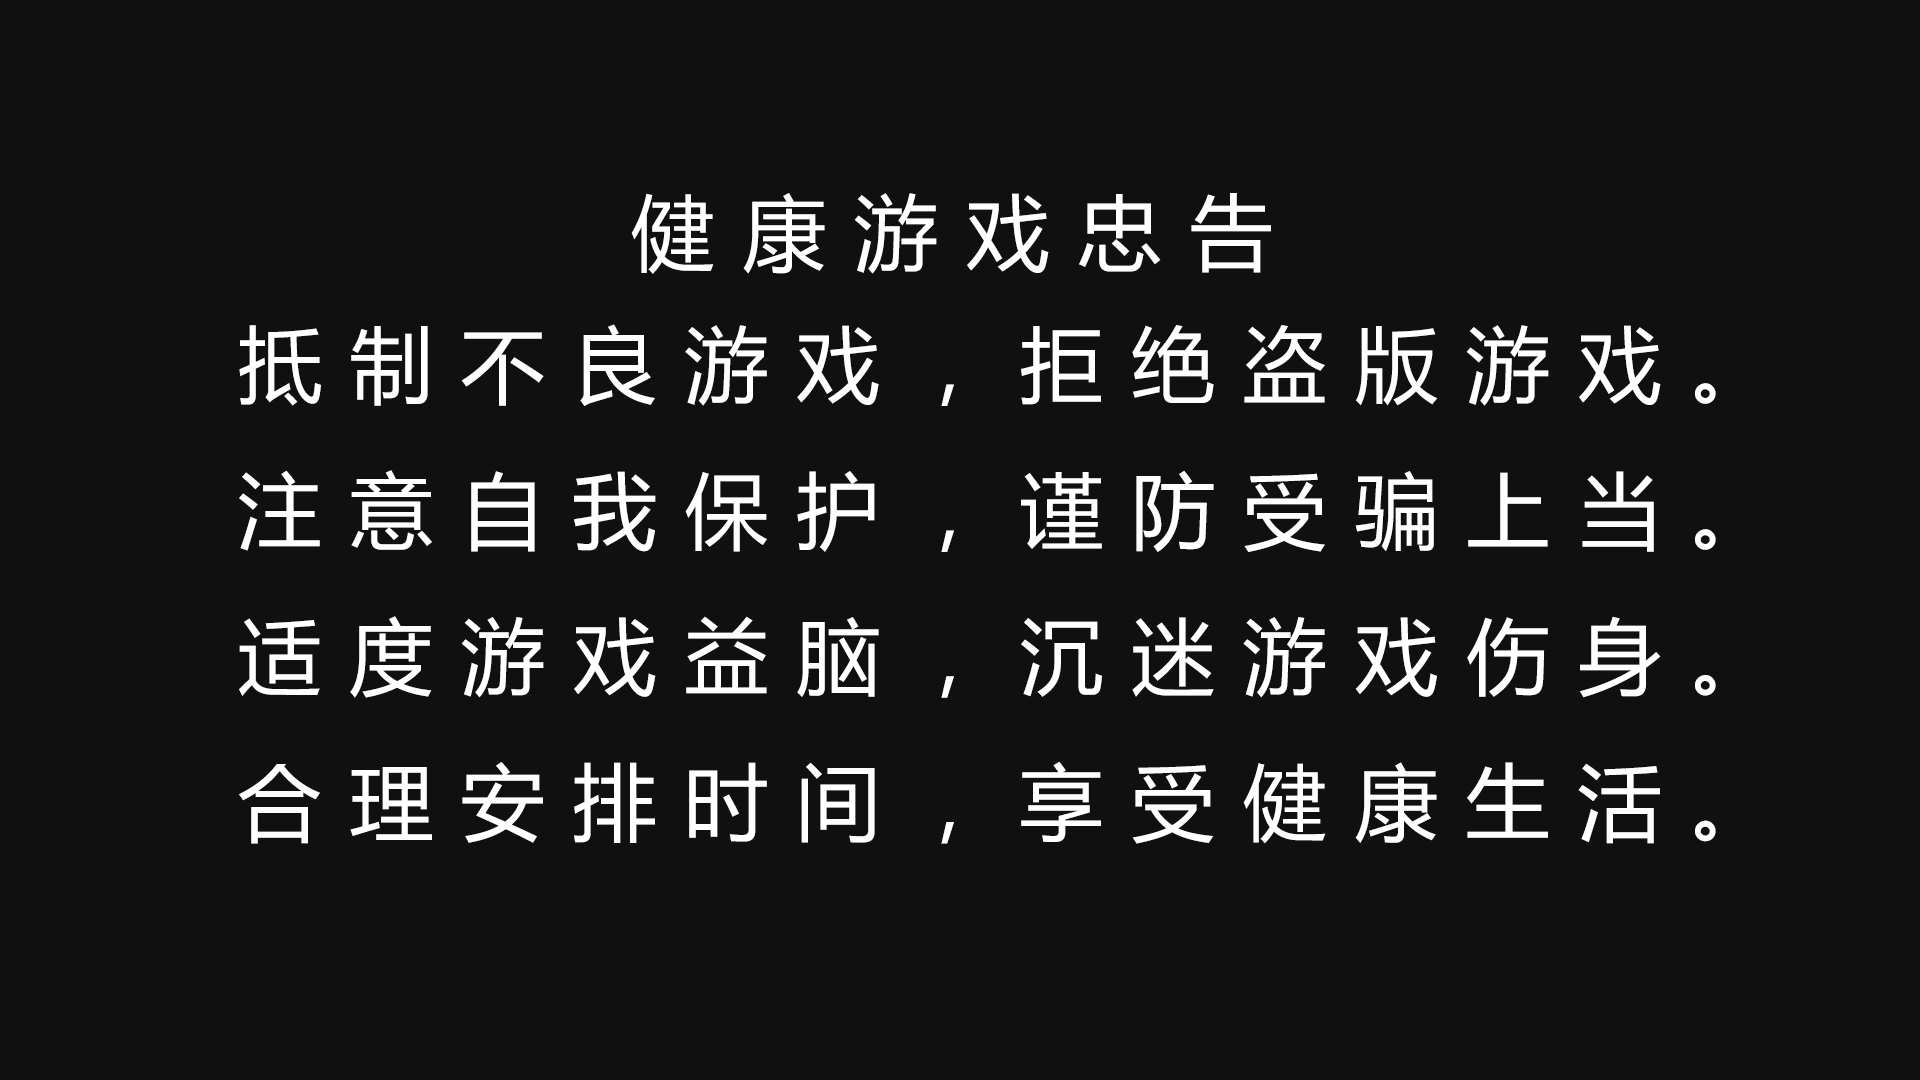 健康游戏忠告
抵制不良游戏，拒绝盗版游戏。
注意自我保护，谨防受骗上当。
适度游戏益脑，沉迷游戏伤身。
合理安排时间，享受健康生活。